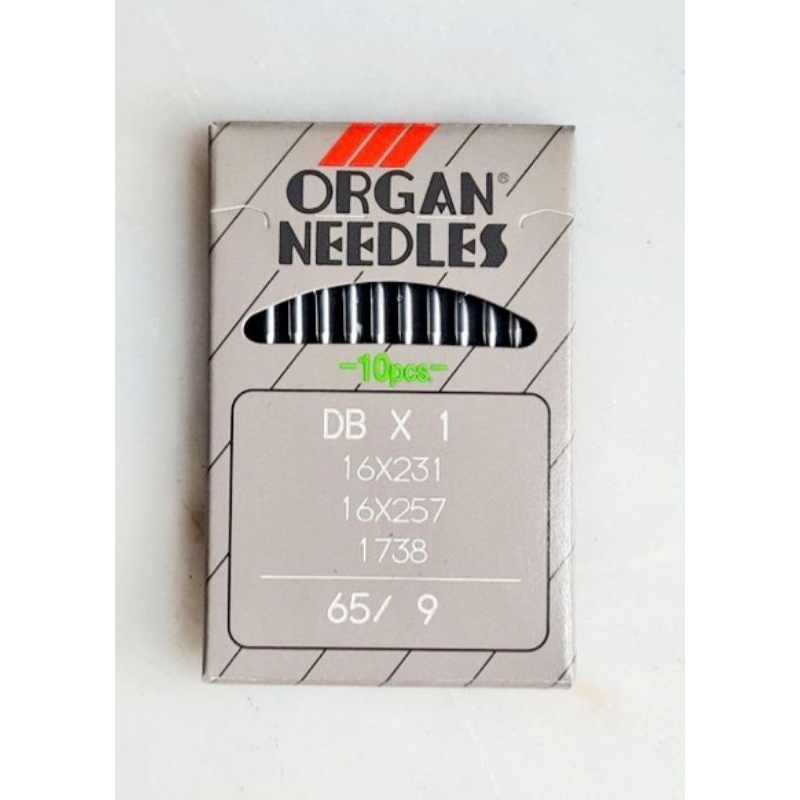 ORGAN®
NEEDLES
-10pcs.-
DB X 1
16X231
16X257
1738
65/ 9